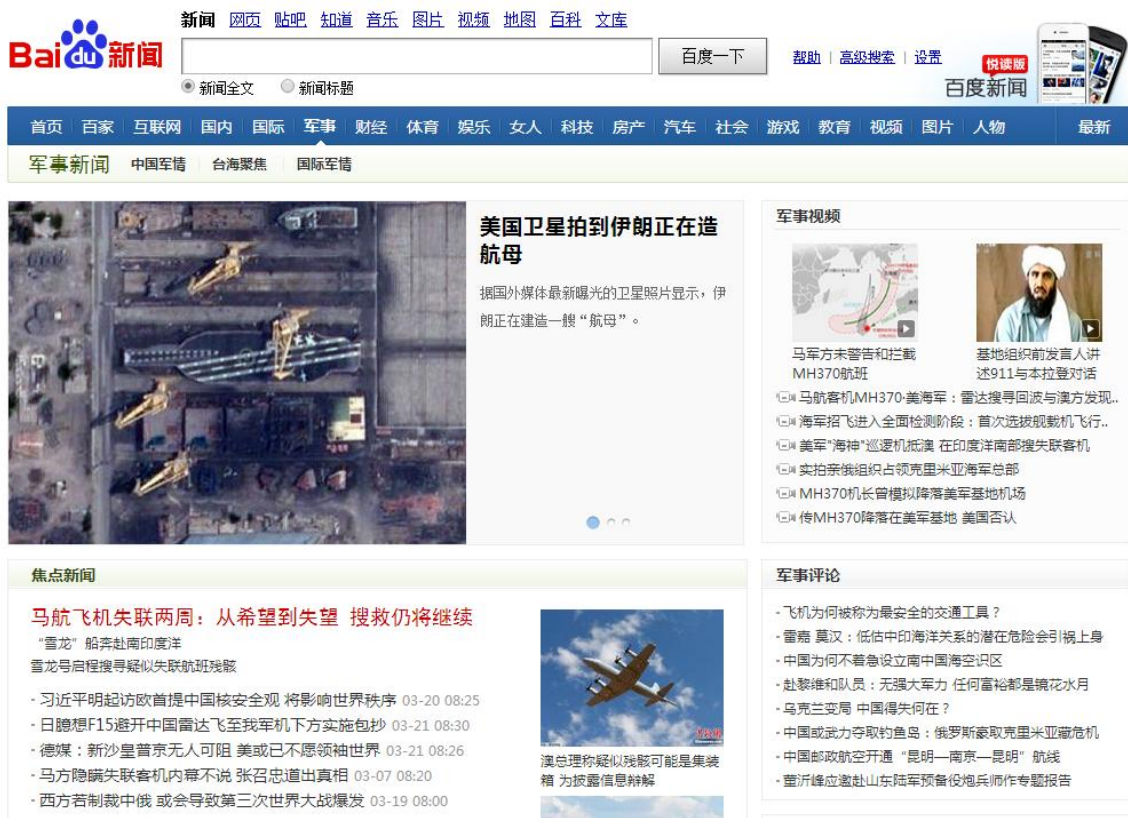 新闻 网页 贴吧 知道 音乐 图片 视频 地图 百科 文库
Bai du 新闻
百度一下
帮助 | 高级搜索 | 设置
新闻全文 新闻标题
悦读版
百度新闻
首页 百家 互联网 国内 国际 军事 财经 体育 娱乐 女人 科技 房产 汽车 社会 游戏 教育 视频 图片 人物 最新
军事新闻 中国军情 台海聚焦 国际军情
美国卫星拍到伊朗正在造
航母
据国外媒体最新曝光的卫星照片显示，伊
朗正在建造一艘“航母”。
军事视频
马军方未警告和拦截
MH370航班
基地组织前发言人讲
述911与本拉登对话
马航客机MH370·美海军：雷达搜寻回波与澳方发现..
海军招飞进入全面检测阶段：首次选拔舰载机飞行..
美军"海神"巡逻机抵澳 在印度洋南部搜失联客机
实拍亲俄组织占领克里米亚海军总部
MH370机长曾模拟降落美军基地机场
传MH370降落在美军基地 美国否认
焦点新闻
马航飞机失联两周：从希望到失望 搜救仍将继续
“雪龙”船奔赴南印度洋
雪龙号启程搜寻疑似失联航班残骸
- 习近平明起访欧首提中国核安全观 将影响世界秩序 03-20 08:25
- 日臆想F15避开中国雷达飞至我军机下方实施包抄 03-21 08:30
- 德媒：新沙皇普京无人可阻 美或已不愿领袖世界 03-21 08:26
- 马方隐瞒失联客机内幕不说 张召忠道出真相 03-07 08:20
- 西方若制裁中俄 或会导致第三次世界大战爆发 03-19 08:00
澳总理称疑似残骸可能是集装
箱 为披露信息辩解
军事评论
- 飞机为何被称为最安全的交通工具？
- 雷嘉 莫汉：低估中印海洋关系的潜在危险会引祸上身
- 中国为何不着急设立南中国海空识区
- 赴黎维和队员：无强大军力 任何富裕都是镜花水月
- 乌克兰变局 中国得失何在？
- 中国或武力夺取钓鱼岛：俄罗斯豪取克里米亚藏危机
- 中国邮政航空开通“昆明—南京—昆明”航线
- 董沂峰应邀赴山东陆军预备役炮兵师作专题报告